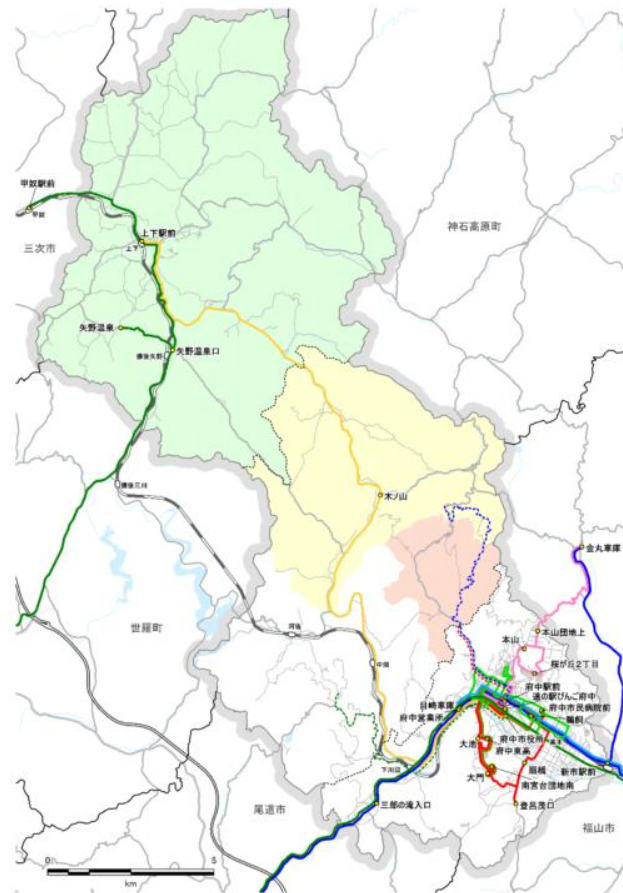 甲奴駅前
甲奴
三次市
上下駅前
上下
神石高原町
矢野温泉
矢野温泉口
備後矢野
備後三川
木ノ山
金丸車庫
世羅町
河佐
本山団地上
本山
桜が丘2丁目
中畑
府中駅前
道の駅びんご府中
目崎車庫
府中市民病院前
府中営業所
鵜飼
府中市役所
大池
府中東高
下川辺
扇橋
新市駅前
大門
南宮台団地南
三郎の滝入口
登呂茂口
尾道市
福山市
0
5
km